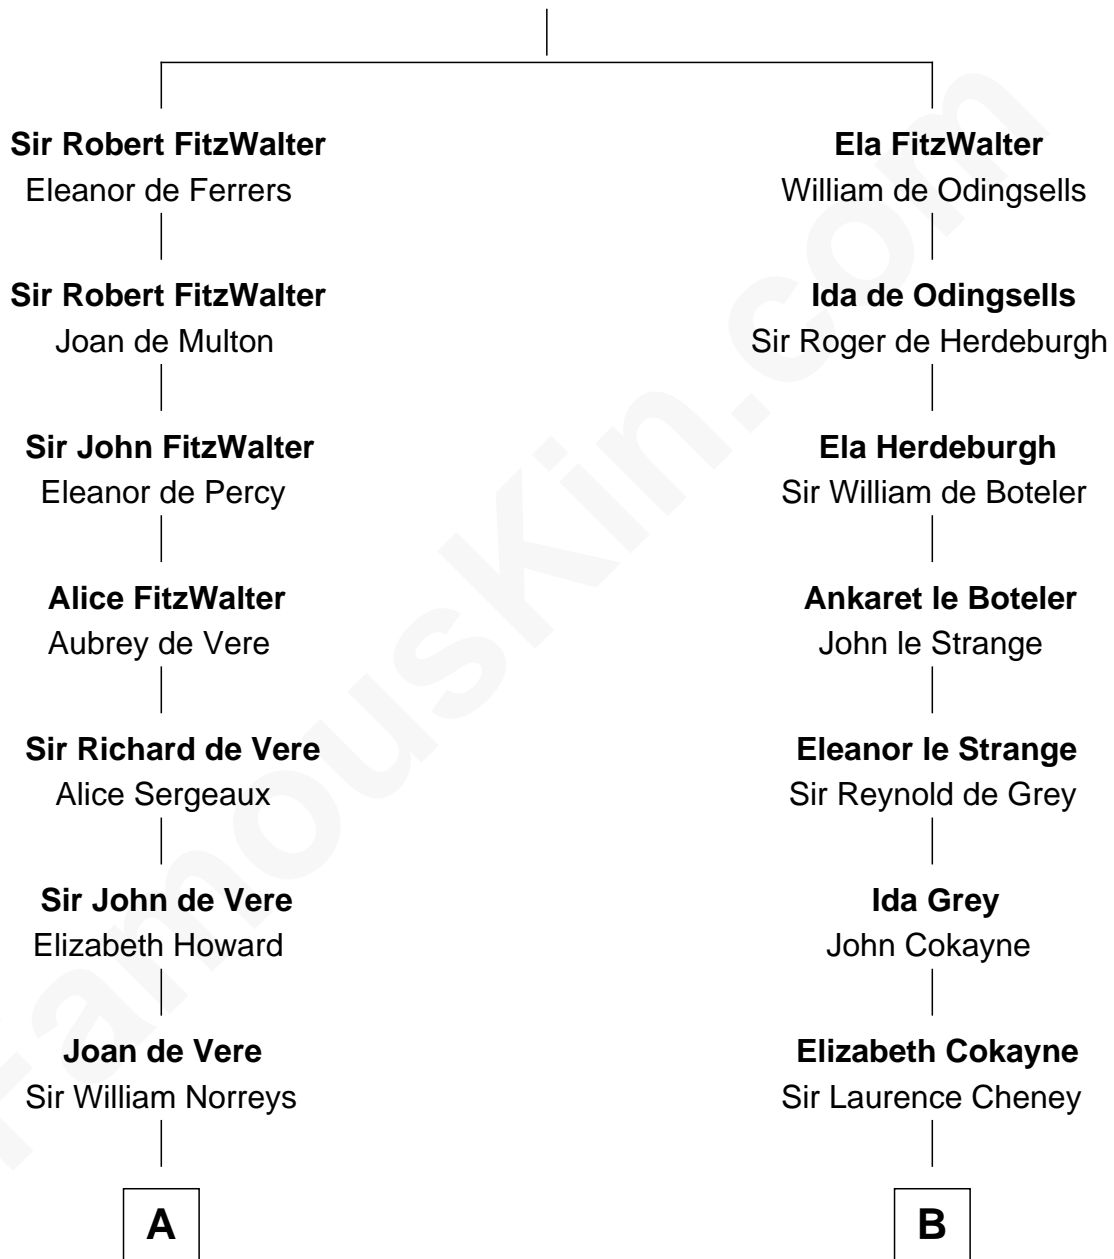 Sir Robert FitzWalter
Eleanor de Ferrers
Sir Robert FitzWalter
Joan de Multon
Sir John FitzWalter
Eleanor de Percy
Alice FitzWalter
Aubrey de Vere
Sir Richard de Vere
Alice Sergeaux
Sir John de Vere
Elizabeth Howard
Joan de Vere
Sir William Norreys
A
Ela FitzWalter
William de Odingsells
Ida de Odingsells
Sir Roger de Herdeburgh
Ela Herdeburgh
Sir William de Boteler
Ankaret le Boteler
John le Strange
Eleanor le Strange
Sir Reynold de Grey
Ida Grey
John Cokayne
Elizabeth Cokayne
Sir Laurence Cheney
B
FamousKin.com